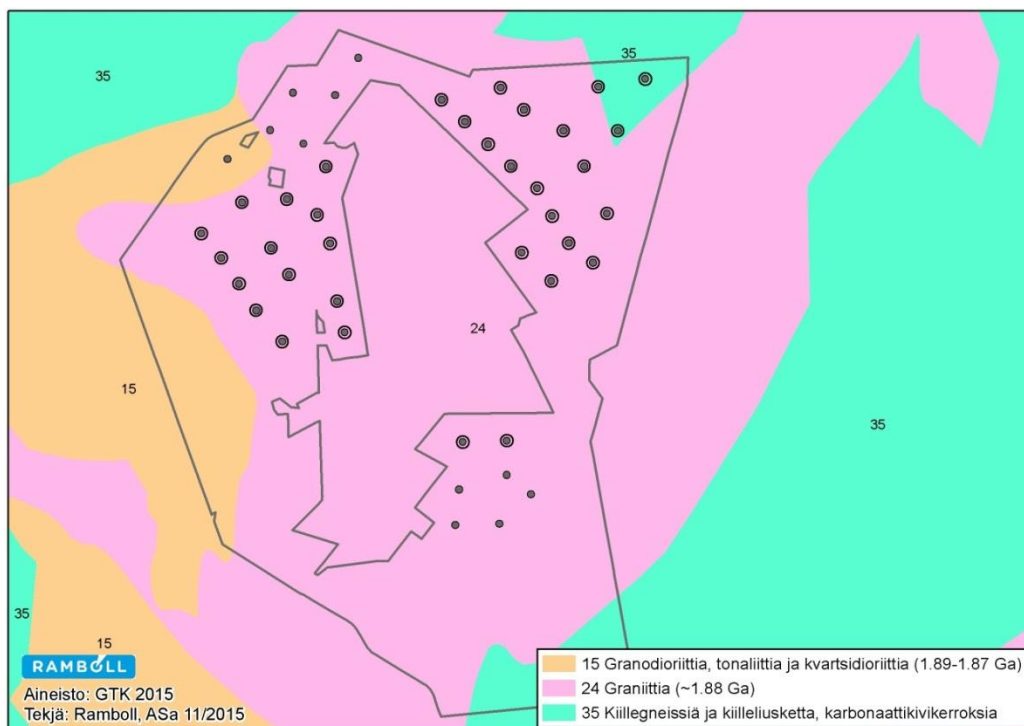 35
35
24
15
35
35
15
RAMBOLL
Aineisto: GTK 2015
Tekjä: Ramboll, ASa 11/2015
15 Granodioriittia, tonaliittia ja kvartsidioriittia (1.89-1.87 Ga)
24 Graniittia (~1.88 Ga)
35 Kiillegneissiä ja kiilleliusketta, karbonaattikivikerroksia